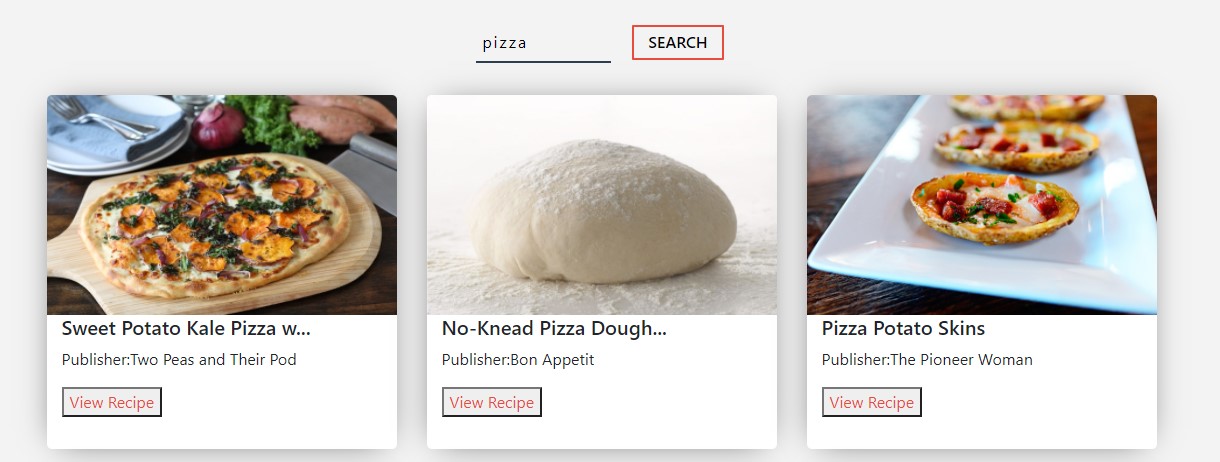 pizza
SEARCH
Sweet Potato Kale Pizza w...
Publisher:Two Peas and Their Pod
View Recipe
No-Knead Pizza Dough...
Publisher:Bon Appetit
View Recipe
Pizza Potato Skins
Publisher:The Pioneer Woman
View Recipe